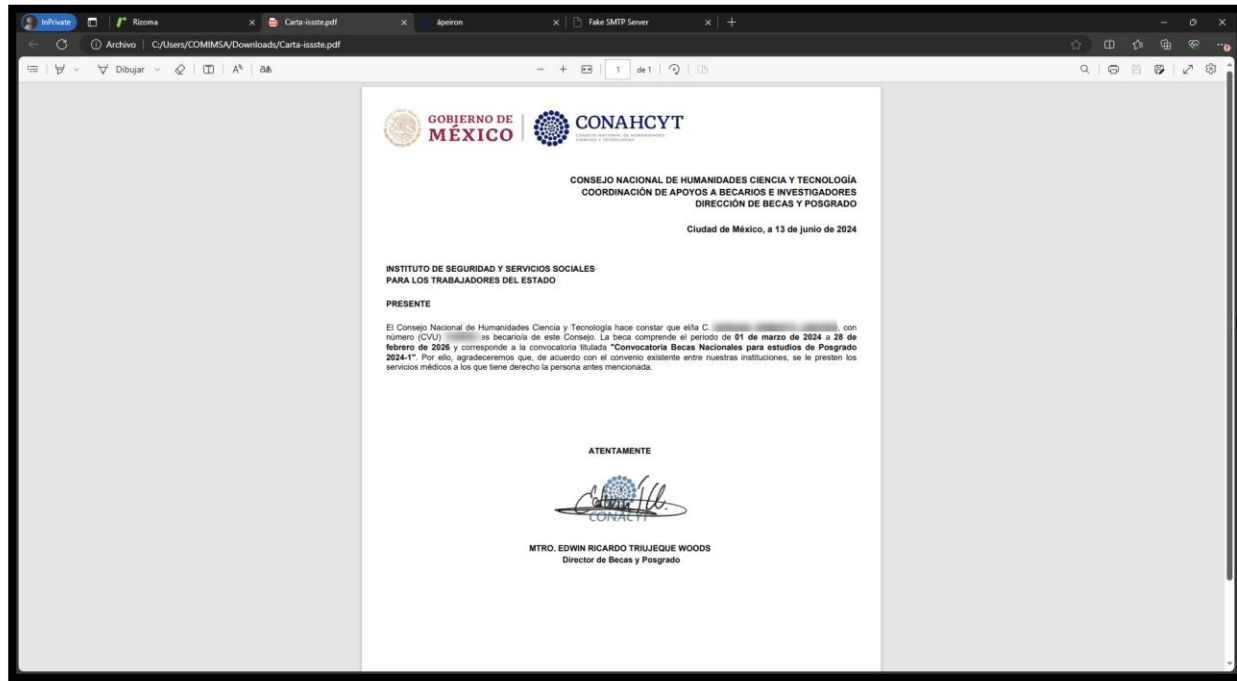 InPrivate
Rizoma
Carta-issste.pdf
ápeiron
Fake SMTP Server
Archivo
C:/Users/COMIMSA/Downloads/Carta-issste.pdf
Dibujar
1 de 1
GOBIERNO DE
MÉXICO
CONAHCYT
CONSEJO NACIONAL DE HUMANIDADES
CIENCIAS Y TECNOLOGÍAS
CONSEJO NACIONAL DE HUMANIDADES CIENCIA Y TECNOLOGÍA
COORDINACIÓN DE APOYOS A BECARIOS E INVESTIGADORES
DIRECCIÓN DE BECAS Y POSGRADO
Ciudad de México, a 13 de junio de 2024
INSTITUTO DE SEGURIDAD Y SERVICIOS SOCIALES
PARA LOS TRABAJADORES DEL ESTADO
PRESENTE
El Consejo Nacional de Humanidades Ciencia y Tecnología hace constar que el/la C. , con
número (CVU) es becario/a de este Consejo. La beca comprende el periodo de 01 de marzo de 2024 a 28 de
febrero de 2026 y corresponde a la convocatoria titulada "Convocatoria Becas Nacionales para estudios de Posgrado
2024-1". Por ello, agradeceremos que, de acuerdo con el convenio existente entre nuestras instituciones, se le presten los
servicios médicos a los que tiene derecho la persona antes mencionada.
ATENTAMENTE
CONACYT
MTRO. EDWIN RICARDO TRIUJEQUE WOODS
Director de Becas y Posgrado